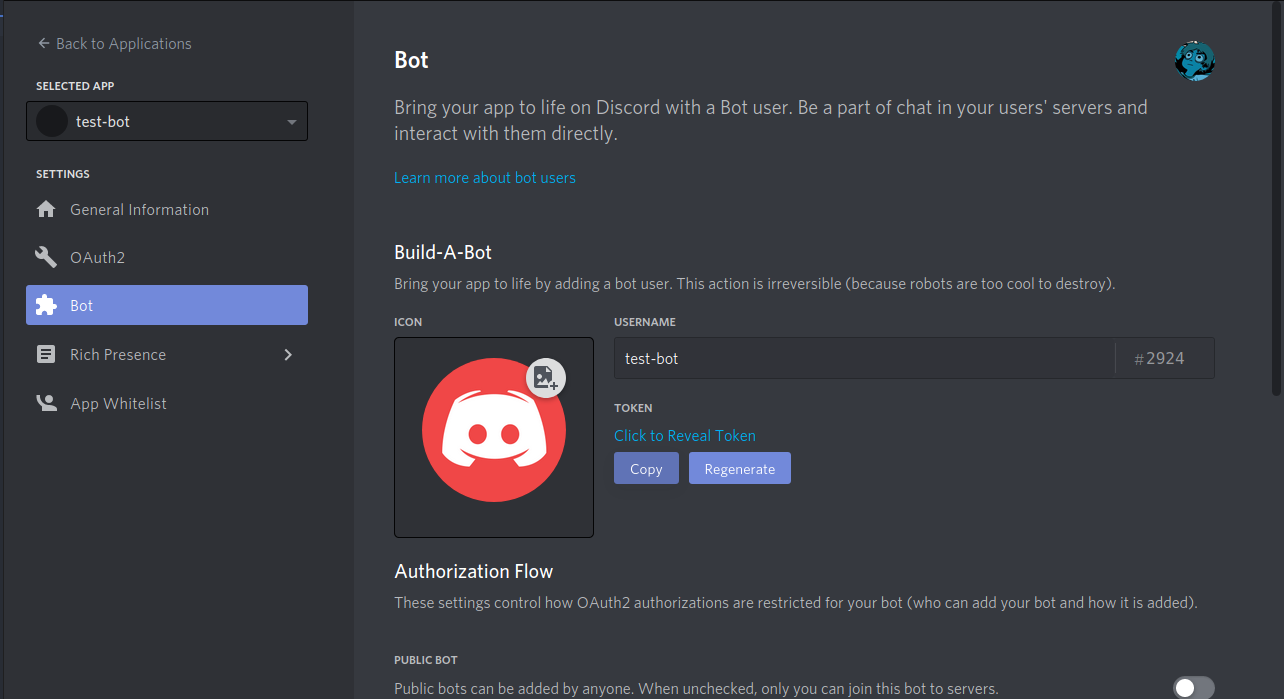 Back to Applications
SELECTED APP
test-bot
SETTINGS
General Information
OAuth2
Bot
Rich Presence
App Whitelist
Bot
Bring your app to life on Discord with a Bot user. Be a part of chat in your users' servers and
interact with them directly.
Learn more about bot users
Build-A-Bot
Bring your app to life by adding a bot user. This action is irreversible (because robots are too cool to destroy).
ICON
USERNAME
test-bot #2924
TOKEN
Click to Reveal Token
Copy Regenerate
Authorization Flow
These settings control how OAuth2 authorizations are restricted for your bot (who can add your bot and how it is added).
PUBLIC BOT
Public bots can be added by anyone. When unchecked, only you can join this bot to servers.